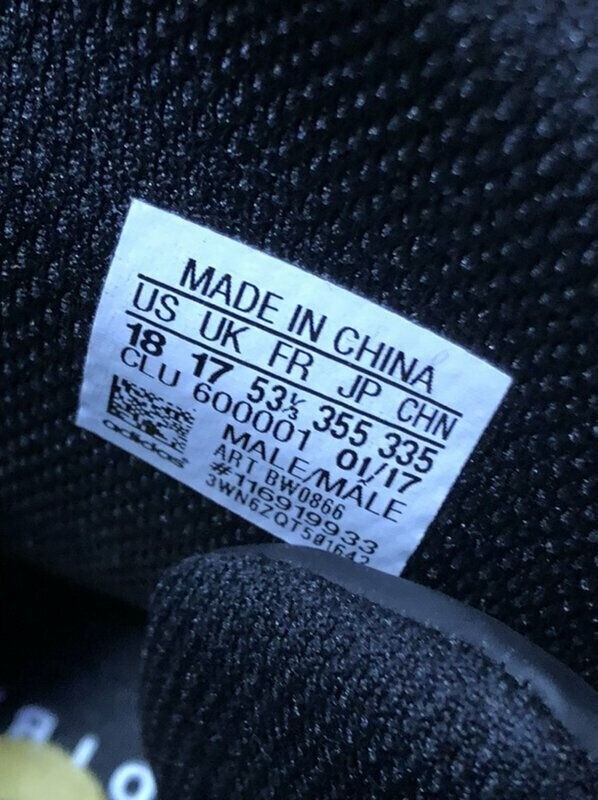 MADE IN CHINA
US UK FR JP CHN
18 17 53⅓ 355 335
CLU 600001 01/17
MALE/MÂLE
ART BW0866
#116919933
adidas